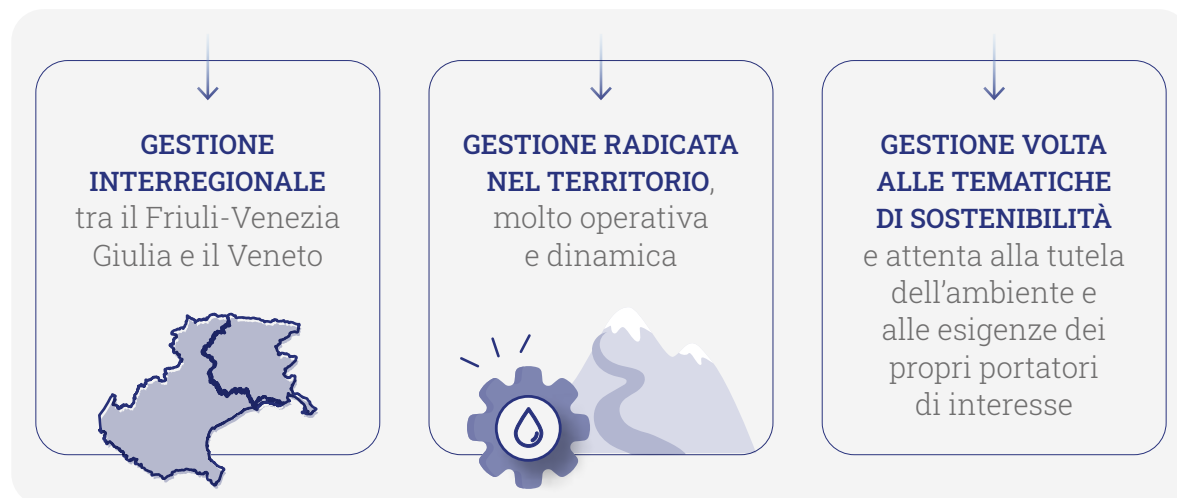 GESTIONE
INTERREGIONALE
tra il Friuli-Venezia
Giulia e il Veneto
GESTIONE RADICATA
NEL TERRITORIO,
molto operativa
e dinamica
GESTIONE VOLTA
ALLE TEMATICHE
DI SOSTENIBILITÀ
e attenta alla tutela
dell’ambiente e
alle esigenze dei
propri portatori
di interesse